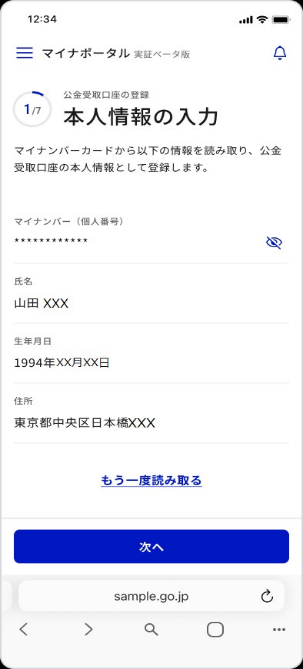 12:34
マイナポータル 実証ベータ版
1/7
公金受取口座の登録
本人情報の入力
マイナンバーカードから以下の情報を読み取り、公金
受取口座の本人情報として登録します。
マイナンバー（個人番号）
************
氏名
山田 XXX
生年月日
1994年XX月XX日
住所
東京都中央区日本橋XXX
もう一度読み取る
次へ
sample.go.jp